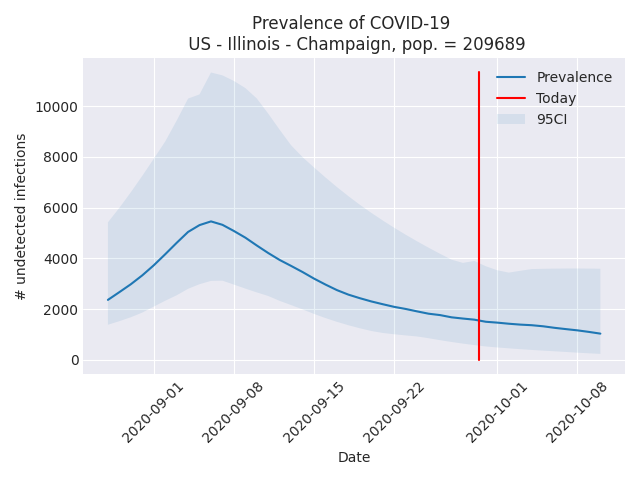 Prevalence of COVID-19
US - Illinois - Champaign, pop. = 209689
Prevalence
Today
95CI
# undetected infections
10000
8000
6000
4000
2000
0
2020-09-01
2020-09-08
2020-09-15
2020-09-22
2020-10-01
2020-10-08
Date